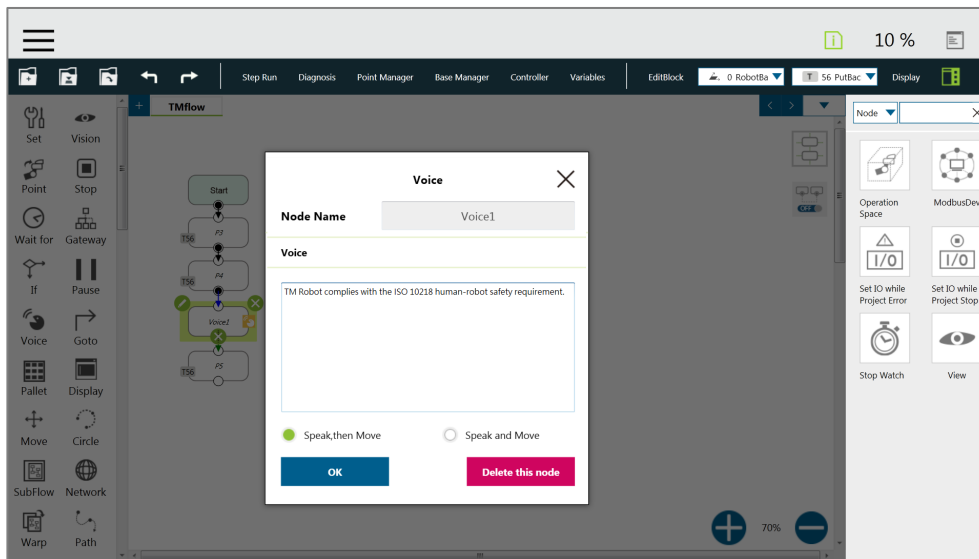 10 %
Step Run Diagnosis Point Manager Base Manager Controller Variables EditBlock 0 RobotBa T 56 PutBac Display
TMflow
Set Vision
Point Stop
Wait for Gateway
If Pause
Voice Goto
Pallet Display
Move Circle
SubFlow Network
Warp Path
Start
T56 P3
T56 P4
Voice1
T56 P5
OFF
Voice
Node Name Voice1
Voice
TM Robot complies with the ISO 10218 human-robot safety requirement.
Speak,then Move Speak and Move
OK Delete this node
70%
Node
Operation
Space
ModbusDev
I/O I/O
Set IO while
Project Error
Set IO while
Project Stop
Stop Watch View